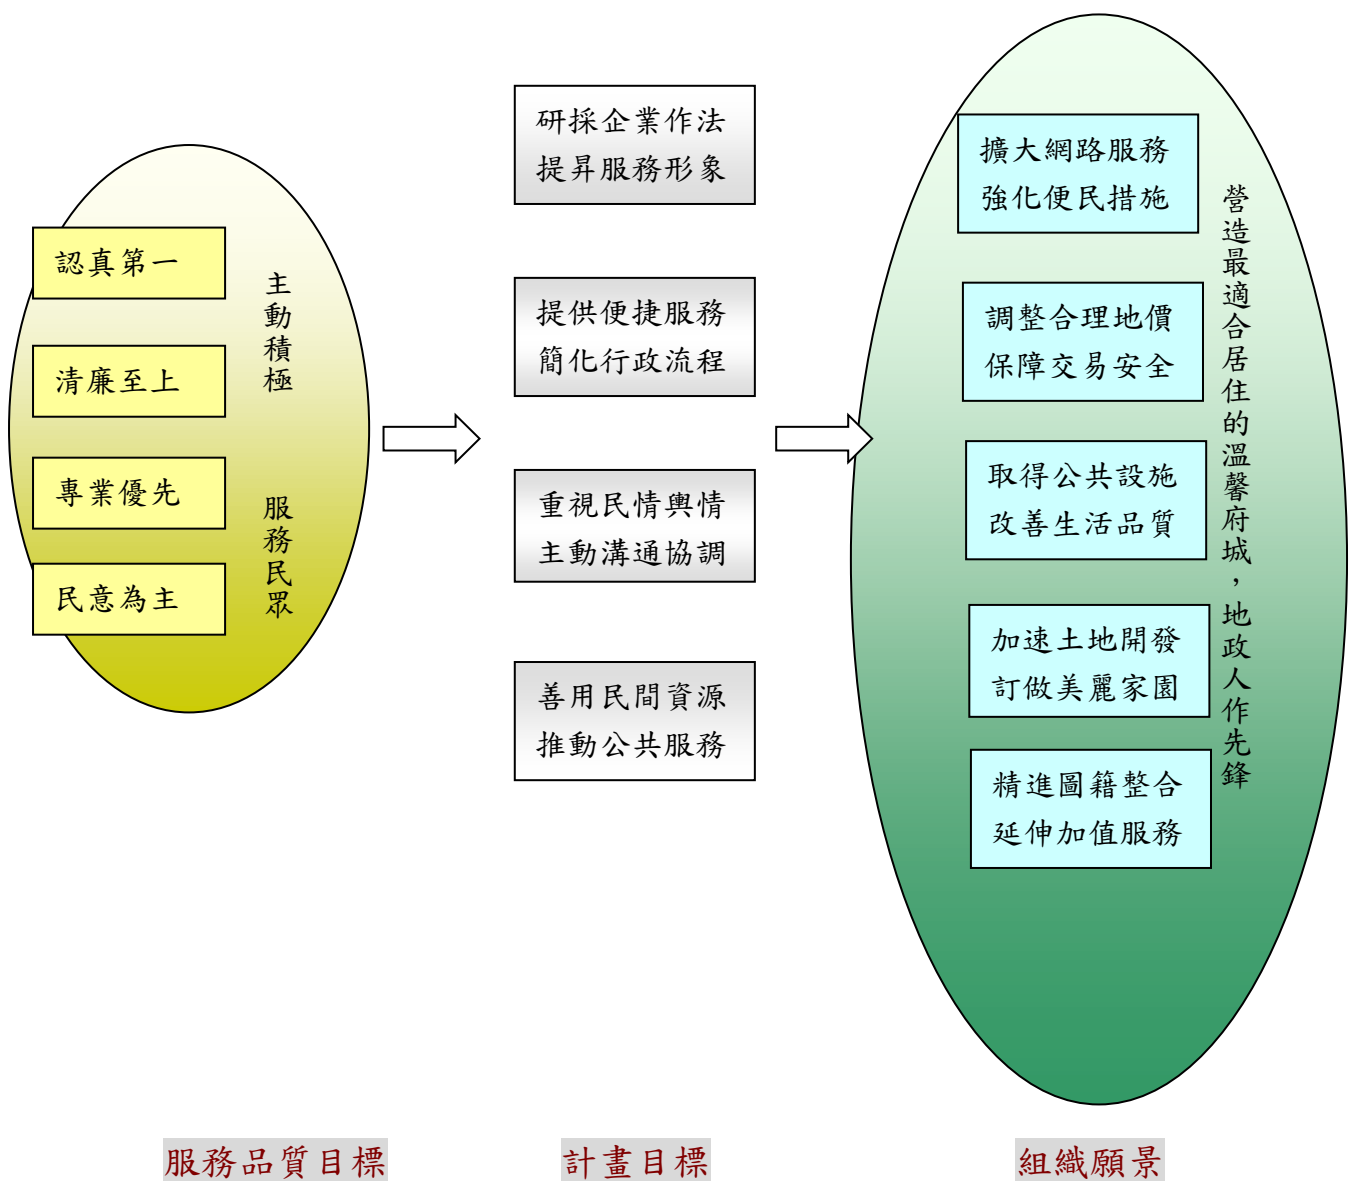 認真第一
清廉至上
專業優先
民意為主
主動積極
服務民眾
研採企業作法
提昇服務形象
提供便捷服務
簡化行政流程
重視民情輿情
主動溝通協調
善用民間資源
推動公共服務
擴大網路服務
強化便民措施
調整合理地價
保障交易安全
取得公共設施
改善生活品質
加速土地開發
訂做美麗家園
精進圖籍整合
延伸加值服務
營造最適合居住的溫馨府城，地政人作先鋒
服務品質目標
計畫目標
組織願景